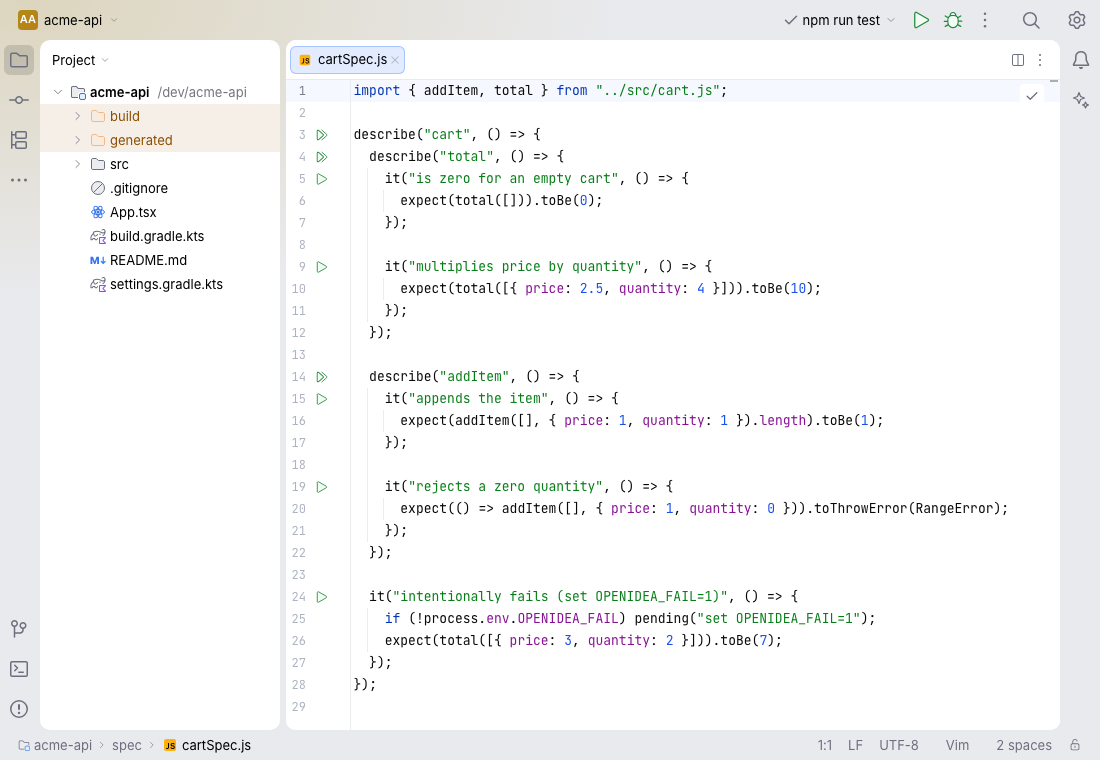 AA acme-api npm run test
Project
cartSpec.js
acme-api /dev/acme-api
build
generated
src
.gitignore
App.tsx
build.gradle.kts
README.md
settings.gradle.kts
1 import { addItem, total } from "../src/cart.js";
2
3 describe("cart", () => {
4 describe("total", () => {
5 it("is zero for an empty cart", () => {
6 expect(total([])).toBe(0);
7 });
8
9 it("multiplies price by quantity", () => {
10 expect(total([{ price: 2.5, quantity: 4 }])).toBe(10);
11 });
12 });
13
14 describe("addItem", () => {
15 it("appends the item", () => {
16 expect(addItem([], { price: 1, quantity: 1 }).length).toBe(1);
17 });
18
19 it("rejects a zero quantity", () => {
20 expect(() => addItem([], { price: 1, quantity: 0 })).toThrowError(RangeError);
21 });
22 });
23
24 it("intentionally fails (set OPENIDEA_FAIL=1)", () => {
25 if (!process.env.OPENIDEA_FAIL) pending("set OPENIDEA_FAIL=1");
26 expect(total([{ price: 3, quantity: 2 }])).toBe(7);
27 });
28 });
29
acme-api > spec > JS cartSpec.js 1:1 LF UTF-8 Vim 2 spaces